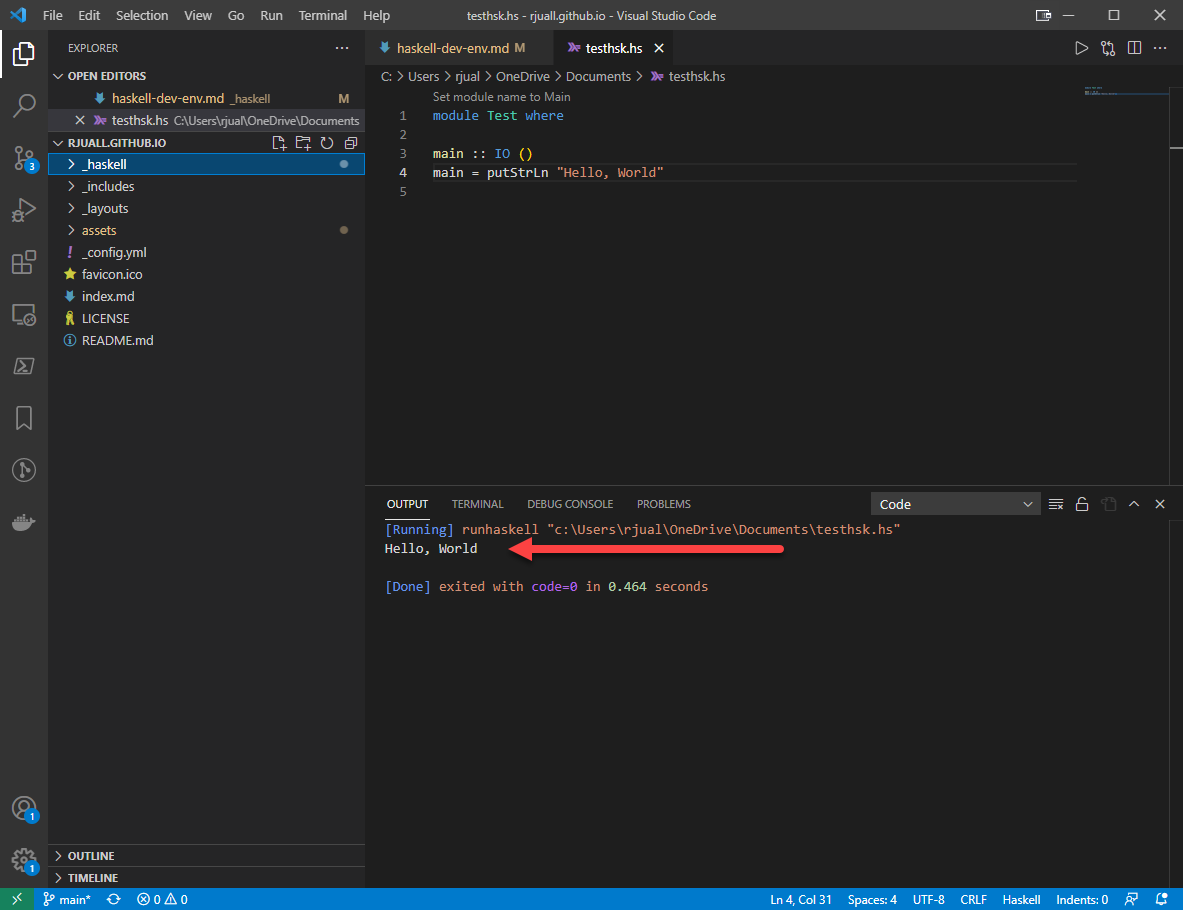 File Edit Selection View Go Run Terminal Help testhsk.hs - rjuall.github.io - Visual Studio Code
EXPLORER
haskell-dev-env.md M testhsk.hs
OPEN EDITORS
haskell-dev-env.md _haskell M
testhsk.hs C:\Users\rjual\OneDrive\Documents
RJUALL.GITHUB.IO
_haskell
_includes
_layouts
assets
_config.yml
favicon.ico
index.md
LICENSE
README.md
C: > Users > rjual > OneDrive > Documents > testhsk.hs
Set module name to Main
1 module Test where
2
3 main :: IO ()
4 main = putStrLn "Hello, World"
5
OUTPUT TERMINAL DEBUG CONSOLE PROBLEMS Code
[Running] runhaskell "c:\Users\rjual\OneDrive\Documents\testhsk.hs"
Hello, World
[Done] exited with code=0 in 0.464 seconds
3
1
1
OUTLINE
TIMELINE
main* 0 0 Ln 4, Col 31 Spaces: 4 UTF-8 CRLF Haskell Indents: 0